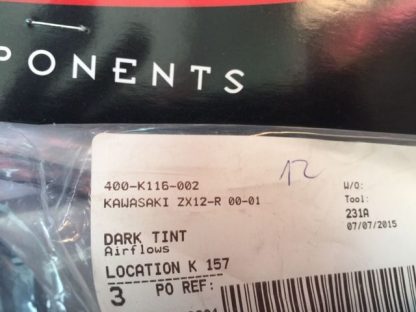 PONENTS
400-K116-002
12
W/O:
KAWASAKI ZX12-R 00-01
Tool:
231A
07/07/2015
DARK TINT
Airflows
LOCATION K 157
3 PO REF: